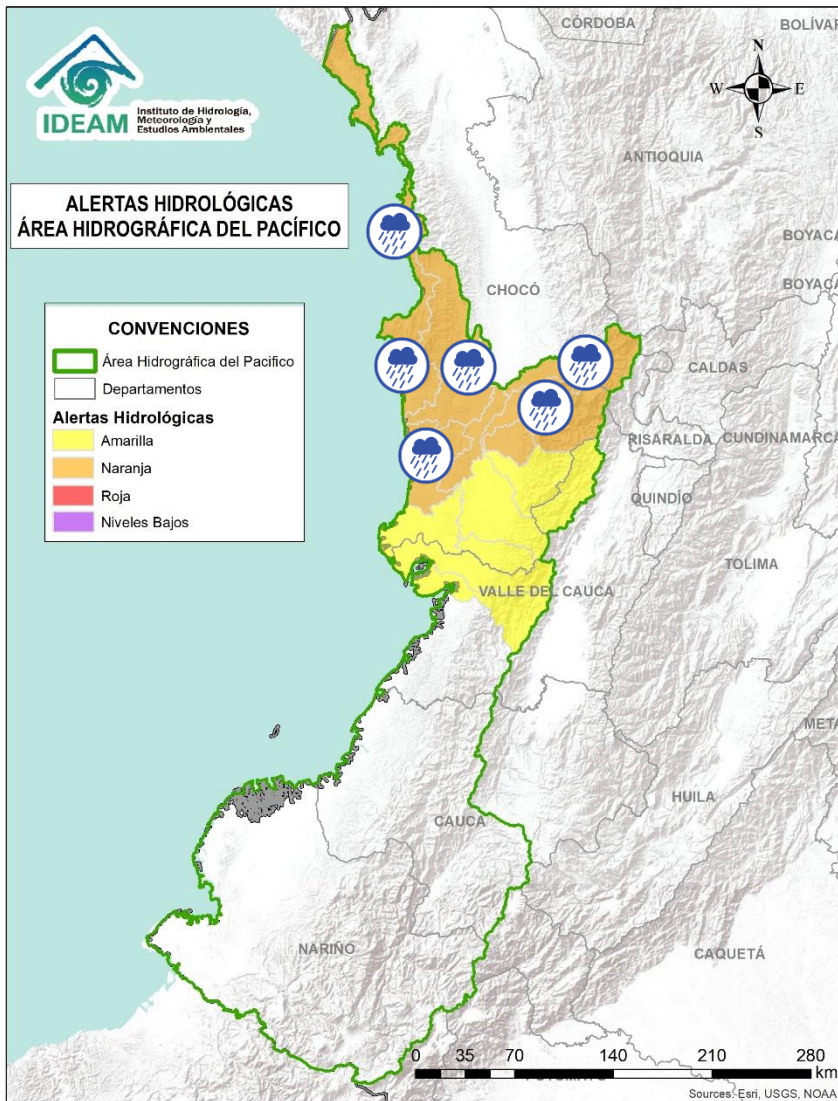 CÓRDOBA
BOLÍVAR
N
W E
S
IDEAM
Instituto de Hidrología,
Meteorología y
Estudios Ambientales
ANTIOQUIA
ALERTAS HIDROLÓGICAS
ÁREA HIDROGRÁFICA DEL PACÍFICO
BOYACÁ
BOYACÁ
CHOCÓ
CONVENCIONES
Área Hidrográfica del Pacifico
Departamentos
Alertas Hidrológicas
Amarilla
Naranja
Roja
Niveles Bajos
CALDAS
RISARALDA
CUNDINAMARCA
QUINDÍO
TOLIMA
VALLE DEL CAUCA
META
HUILA
CAUCA
NARIÑO
CAQUETÁ
0 35 70 140 210 280
km
Sources: Esri, USGS, NOAA